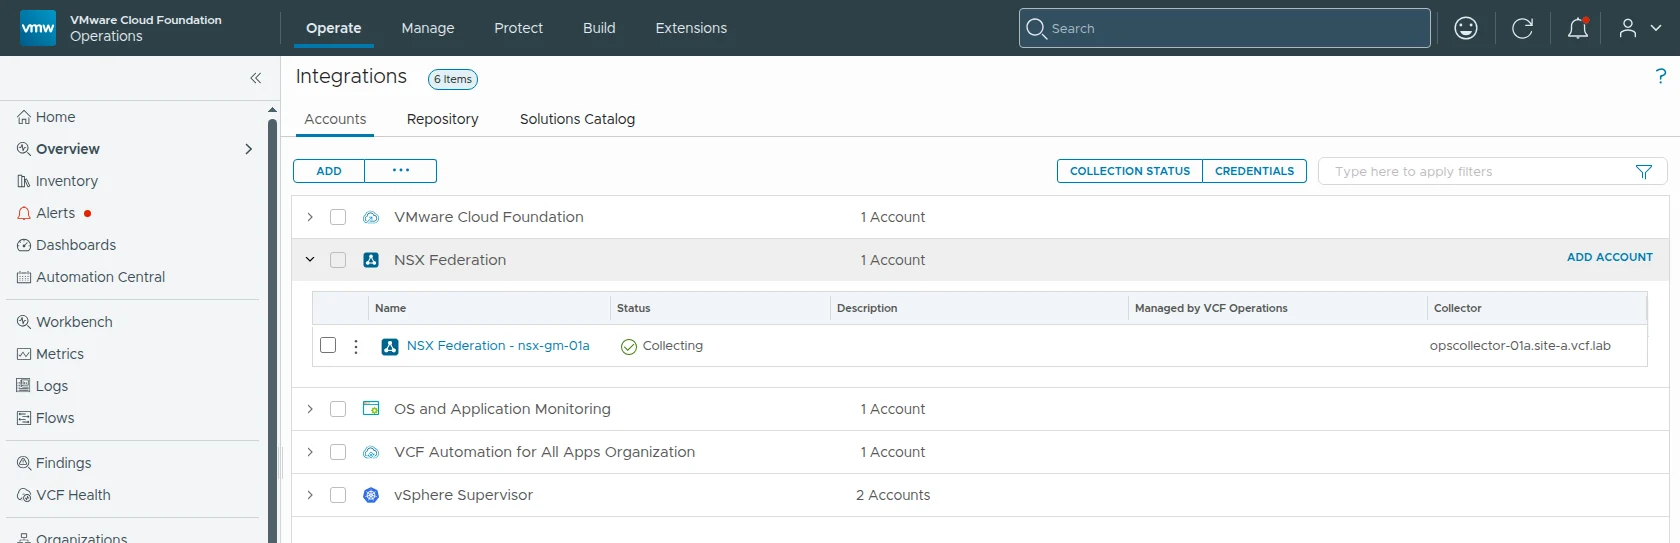 vmw
VMware Cloud Foundation
Operations
Operate
Manage
Protect
Build
Extensions
Search
Home
Overview
Inventory
Alerts
Dashboards
Automation Central
Workbench
Metrics
Logs
Flows
Findings
VCF Health
Organizations
Integrations
6 Items
?
Accounts
Repository
Solutions Catalog
ADD
...
COLLECTION STATUS
CREDENTIALS
Type here to apply filters
VMware Cloud Foundation 1 Account
NSX Federation 1 Account ADD ACCOUNT
Name Status Description Managed by VCF Operations Collector
NSX Federation - nsx-gm-01a Collecting opscollector-01a.site-a.vcf.lab
OS and Application Monitoring 1 Account
VCF Automation for All Apps Organization 1 Account
vSphere Supervisor 2 Accounts